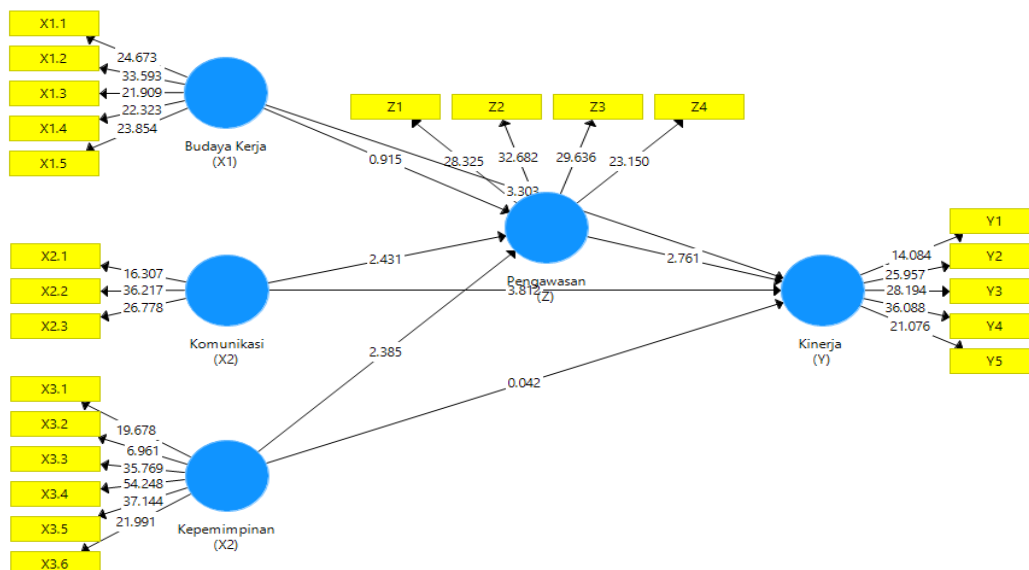 X1.1
X1.2
X1.3
X1.4
X1.5
24.673
33.593
21.909
22.323
23.854
Budaya Kerja
(X1)
Z1
Z2
Z3
Z4
28.325
32.682
29.636
23.150
0.915
3.303
Pengawasan
(Z)
2.431
2.761
3.812
2.385
0.042
X2.1
X2.2
X2.3
16.307
36.217
26.778
Komunikasi
(X2)
X3.1
X3.2
X3.3
X3.4
X3.5
X3.6
19.678
6.961
35.769
54.248
37.144
21.991
Kepemimpinan
(X2)
Kinerja
(Y)
14.084
25.957
28.194
36.088
21.076
Y1
Y2
Y3
Y4
Y5